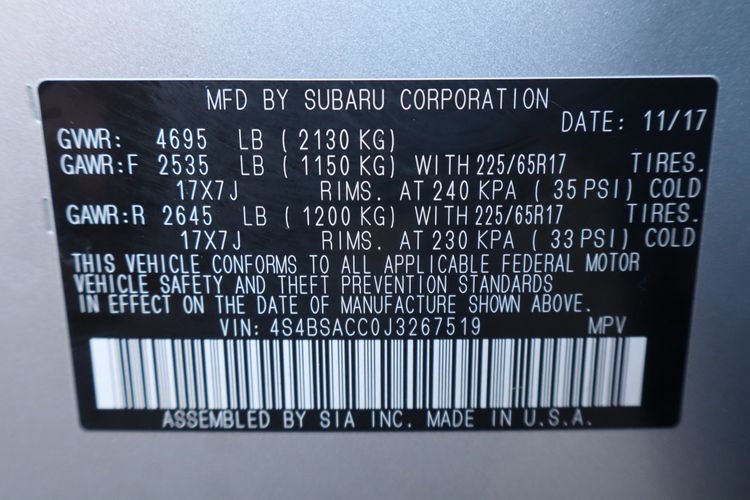 MFD BY SUBARU CORPORATION
DATE: 11/17
GVWR: 4695 LB ( 2130 KG)
GAWR:F 2535 LB ( 1150 KG) WITH 225/65R17 TIRES.
17X7J RIMS. AT 240 KPA ( 35 PSI) COLD
GAWR:R 2645 LB ( 1200 KG) WITH 225/65R17 TIRES.
17X7J RIMS. AT 230 KPA ( 33 PSI) COLD
THIS VEHICLE CONFORMS TO ALL APPLICABLE FEDERAL MOTOR
VEHICLE SAFETY AND THEFT PREVENTION STANDARDS
IN EFFECT ON THE DATE OF MANUFACTURE SHOWN ABOVE.
VIN: 4S4BSACC0J3267519 MPV
ASSEMBLED BY SIA INC. MADE IN U.S.A.